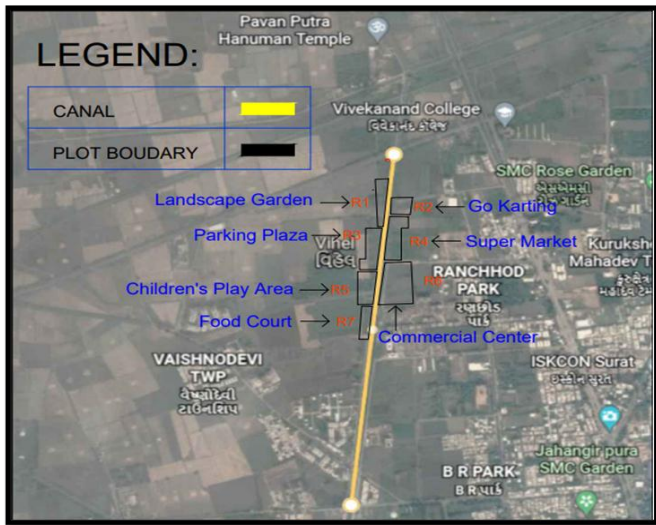 Pavan Putra
Hanuman Temple
LEGEND:
CANAL
PLOT BOUDARY
Vivekanand College
વિવેકાનંદ કૉલેજ
SMC Rose Garden
Landscape Garden
R1
R2
Go Karting
Parking Plaza
R3
R4
Super Market
Vihel
વિહેલ
Kuruksh
Mahadev T
RANCHHOD
PARK
રણછોડ
પાર્ક
Children's Play Area
R5
R6
Food Court
R7
Commercial Center
VAISHNODEVI
TWP
વૈષ્ણોદેવી
ટાઉનશિપ
ISKCON Surat
ઇસ્કોન સુરત
Jahangir pura
SMC Garden
B R PARK
B R પાર્ક